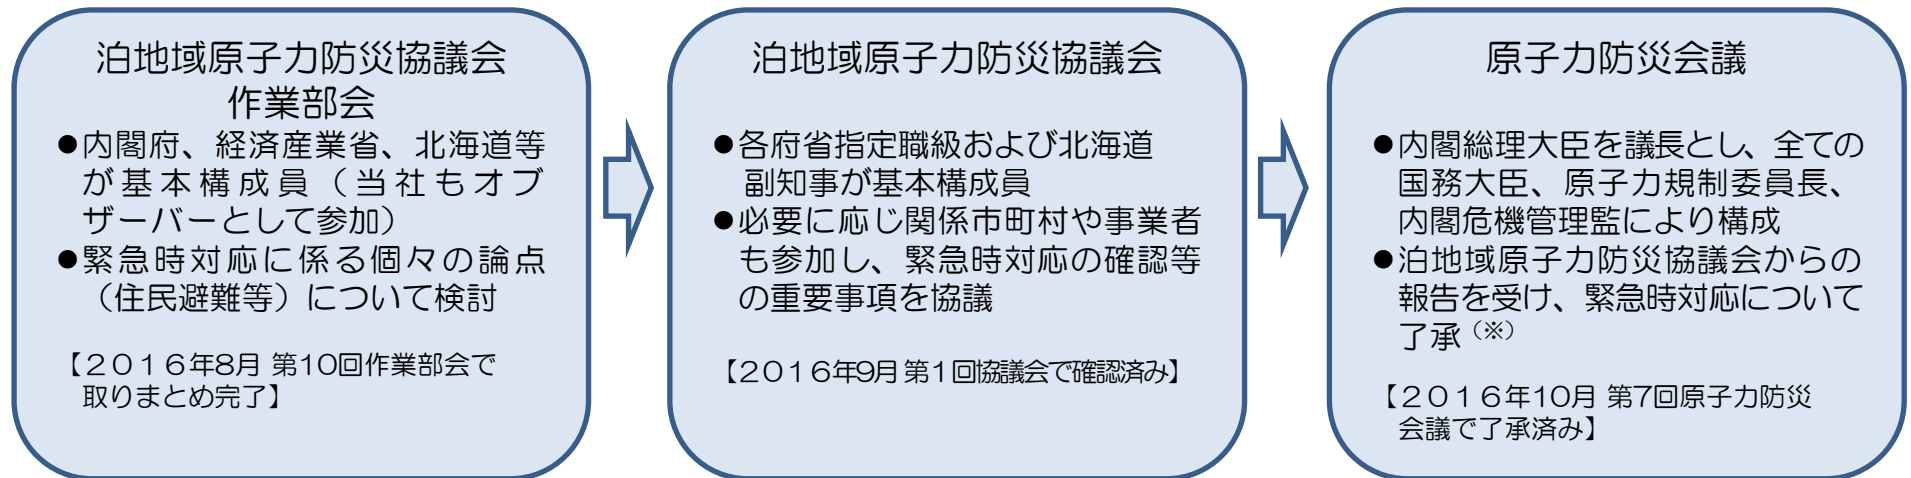 泊地域原子力防災協議会
作業部会
●内閣府、経済産業省、北海道等
が基本構成員（当社もオブ
ザーバーとして参加）
●緊急時対応に係る個々の論点
（住民避難等）について検討
【２０１６年8月 第10回作業部会で
取りまとめ完了】
泊地域原子力防災協議会
●各府省指定職級および北海道
副知事が基本構成員
●必要に応じ関係市町村や事業者
も参加し、緊急時対応の確認等
の重要事項を協議
【２０１６年9月 第１回協議会で確認済み】
原子力防災会議
●内閣総理大臣を議長とし、全ての
国務大臣、原子力規制委員長、
内閣危機管理監により構成
●泊地域原子力防災協議会からの
報告を受け、緊急時対応について
了承（※）
【２０１６年10月 第7回原子力防災
会議で了承済み】